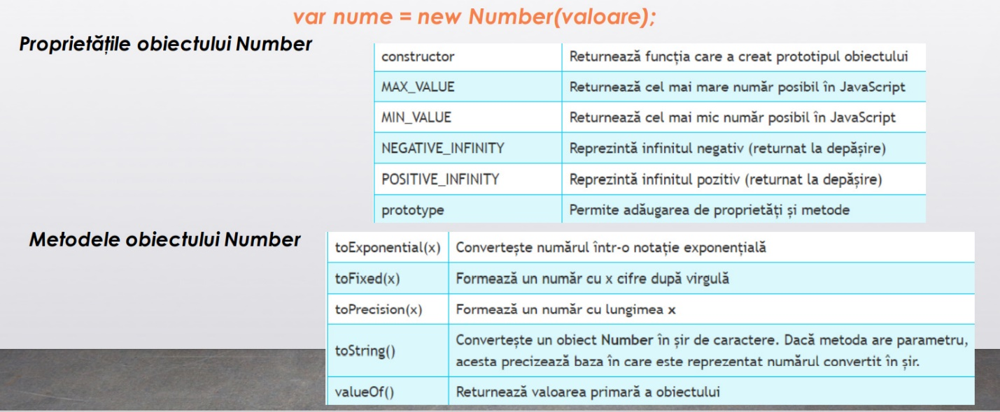 var nume = new Number(valoare);
Proprietățile obiectului Number
constructor Returnează funcția care a creat prototipul obiectului
MAX_VALUE Returnează cel mai mare număr posibil în JavaScript
MIN_VALUE Returnează cel mai mic număr posibil în JavaScript
NEGATIVE_INFINITY Reprezintă infinitul negativ (returnat la depășire)
POSITIVE_INFINITY Reprezintă infinitul pozitiv (returnat la depășire)
prototype Permite adăugarea de proprietăți și metode
Metodele obiectului Number
toExponential(x) Convertește numărul într-o notație exponențială
toFixed(x) Formează un număr cu x cifre după virgulă
toPrecision(x) Formează un număr cu lungimea x
toString() Convertește un obiect Number în șir de caractere. Dacă metoda are parametru,
acesta precizează baza în care este reprezentat numărul convertit în șir.
valueOf() Returnează valoarea primară a obiectului